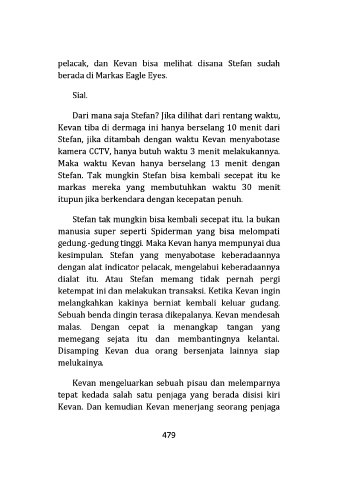 pelacak, dan Kevan bisa melihat disana Stefan sudah
berada di Markas Eagle Eyes.
Sial.
Dari mana saja Stefan? Jika dilihat dari rentang waktu,
Kevan tiba di dermaga ini hanya berselang 10 menit dari
Stefan, jika ditambah dengan waktu Kevan menyabotase
kamera CCTV, hanya butuh waktu 3 menit melakukannya.
Maka waktu Kevan hanya berselang 13 menit dengan
Stefan. Tak mungkin Stefan bisa kembali secepat itu ke
markas mereka yang membutuhkan waktu 30 menit
itupun jika berkendara dengan kecepatan penuh.
Stefan tak mungkin bisa kembali secepat itu. Ia bukan
manusia super seperti Spiderman yang bisa melompati
gedung.-gedung tinggi. Maka Kevan hanya mempunyai dua
kesimpulan. Stefan yang menyabotase keberadaannya
dengan alat indicator pelacak, mengelabui keberadaannya
dialat itu. Atau Stefan memang tidak pernah pergi
ketempat ini dan melakukan transaksi. Ketika Kevan ingin
melangkahkan kakinya berniat kembali keluar gudang.
Sebuah benda dingin terasa dikepalanya. Kevan mendesah
malas. Dengan cepat ia menangkap tangan yang
memegang sejata itu dan membantingnya kelantai.
Disamping Kevan dua orang bersenjata lainnya siap
melukainya.
Kevan mengeluarkan sebuah pisau dan melemparnya
tepat kedada salah satu penjaga yang berada disisi kiri
Kevan. Dan kemudian Kevan menerjang seorang penjaga
479